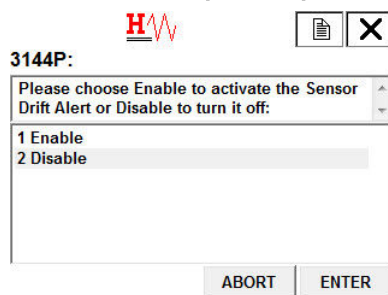 H
3144P:
Please choose Enable to activate the Sensor
Drift Alert or Disable to turn it off:
1 Enable
2 Disable
ABORT ENTER